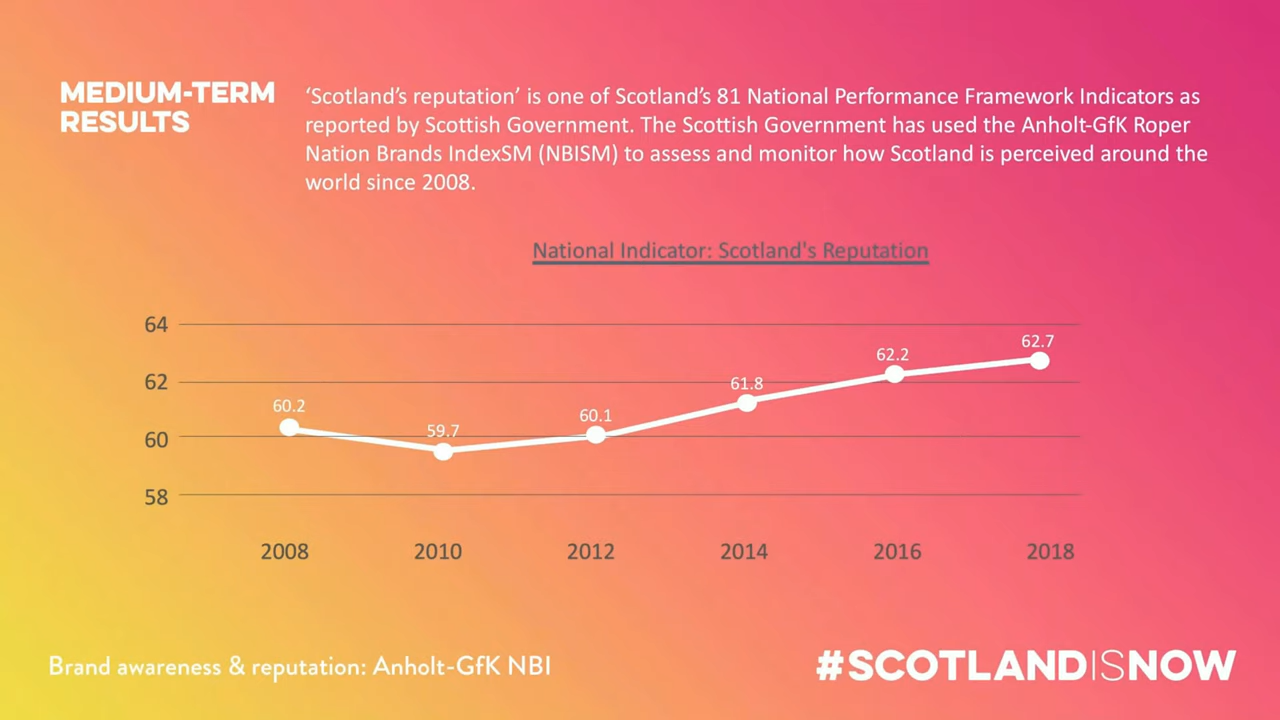 MEDIUM-TERM
RESULTS
‘Scotland’s reputation’ is one of Scotland’s 81 National Performance Framework Indicators as
reported by Scottish Government. The Scottish Government has used the Anholt-GfK Roper
Nation Brands IndexSM (NBISM) to assess and monitor how Scotland is perceived around the
world since 2008.
National Indicator: Scotland's Reputation
64
62
60
58
60.2
59.7
60.1
61.8
62.2
62.7
2008 2010 2012 2014 2016 2018
Brand awareness & reputation: Anholt-GfK NBI
#SCOTLANDISNOW